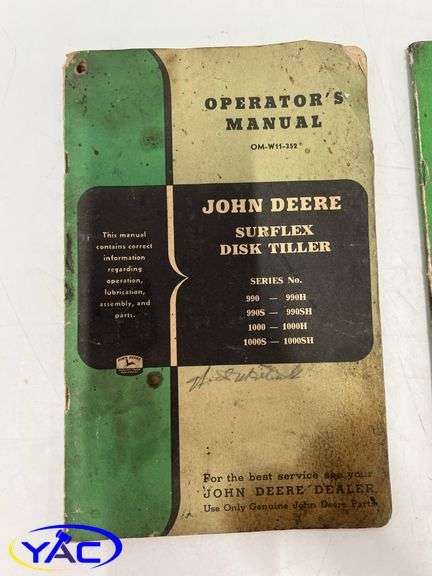 OPERATOR'S
MANUAL
OM-W11-352
This manual
contains correct
information
regarding
operation,
lubrication,
assembly, and
parts.
JOHN DEERE
SURFLEX
DISK TILLER
SERIES No.
990 — 990H
990S — 990SH
1000 — 1000H
1000S — 1000SH
JOHN DEERE
For the best service see your
JOHN DEERE DEALER
Use Only Genuine John Deere Parts
YAC